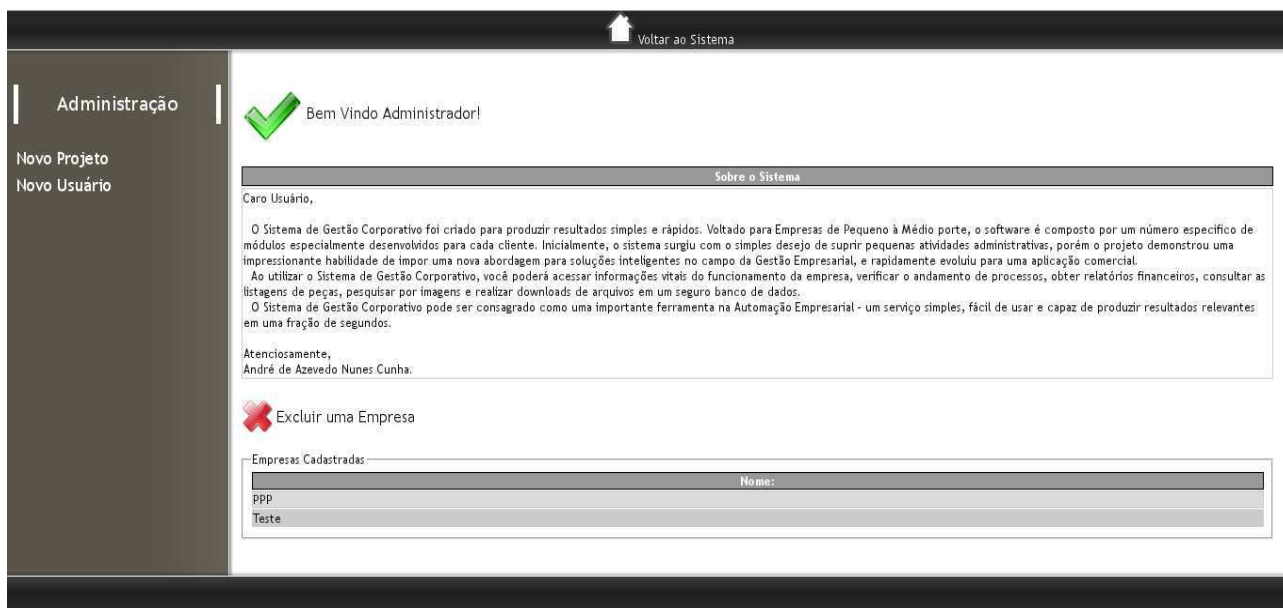 Voltar ao Sistema
Administração
Novo Projeto
Novo Usuário
Bem Vindo Administrador!
Sobre o Sistema
Caro Usuário,
O Sistema de Gestão Corporativo foi criado para produzir resultados simples e rápidos. Voltado para Empresas de Pequeno à Médio porte, o software é composto por um número especifico de
módulos especialmente desenvolvidos para cada cliente. Inicialmente, o sistema surgiu com o simples desejo de suprir pequenas atividades administrativas, porém o projeto demonstrou uma
impressionante habilidade de impor uma nova abordagem para soluções inteligentes no campo da Gestão Empresarial, e rapidamente evoluiu para uma aplicação comercial.
Ao utilizar o Sistema de Gestão Corporativo, você poderá acessar informações vitais do funcionamento da empresa, verificar o andamento de processos, obter relatórios financeiros, consultar as
listagens de peças, pesquisar por imagens e realizar downloads de arquivos em um seguro banco de dados.
O Sistema de Gestão Corporativo pode ser consagrado como uma importante ferramenta na Automação Empresarial - um serviço simples, fácil de usar e capaz de produzir resultados relevantes
em uma fração de segundos.
Atenciosamente,
André de Azevedo Nunes Cunha.
Excluir uma Empresa
Empresas Cadastradas
Nome:
PPP
Teste